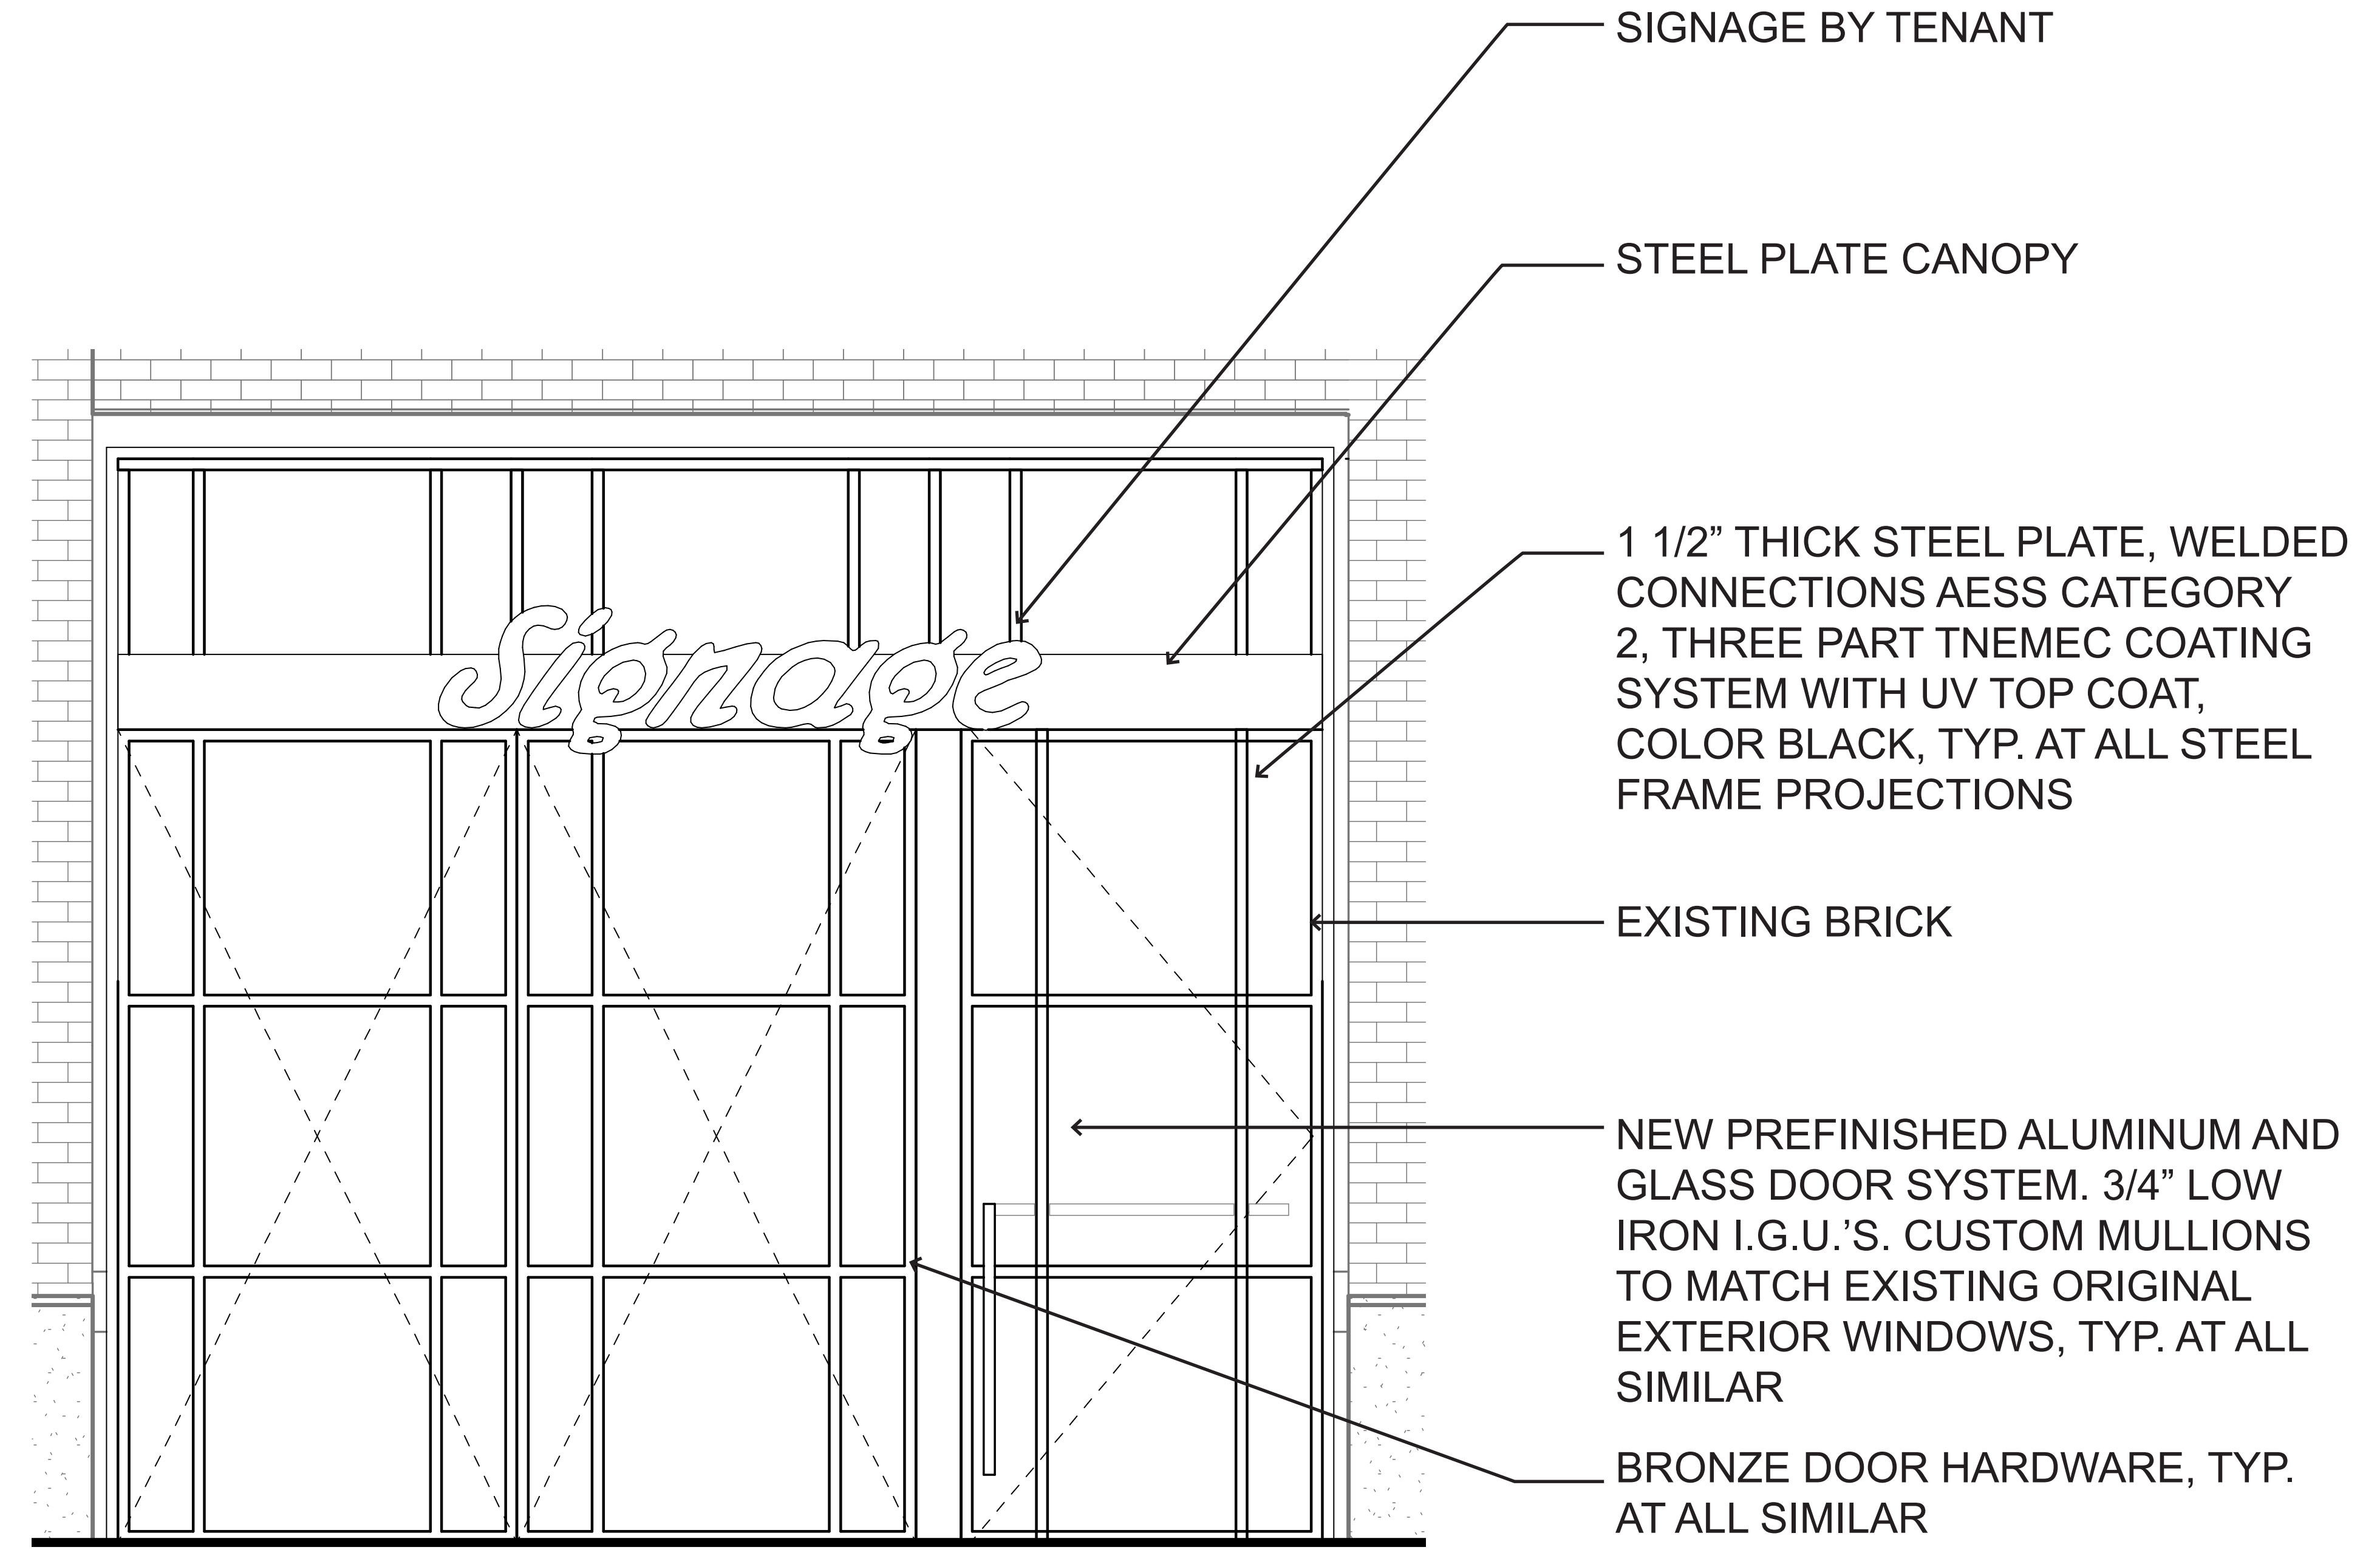 SIGNAGE BY TENANT
STEEL PLATE CANOPY
Signage
1 1/2” THICK STEEL PLATE, WELDED
CONNECTIONS AESS CATEGORY
2, THREE PART TNEMEC COATING
SYSTEM WITH UV TOP COAT,
COLOR BLACK, TYP. AT ALL STEEL
FRAME PROJECTIONS
EXISTING BRICK
NEW PREFINISHED ALUMINUM AND
GLASS DOOR SYSTEM. 3/4” LOW
IRON I.G.U.’S. CUSTOM MULLIONS
TO MATCH EXISTING ORIGINAL
EXTERIOR WINDOWS, TYP. AT ALL
SIMILAR
BRONZE DOOR HARDWARE, TYP.
AT ALL SIMILAR